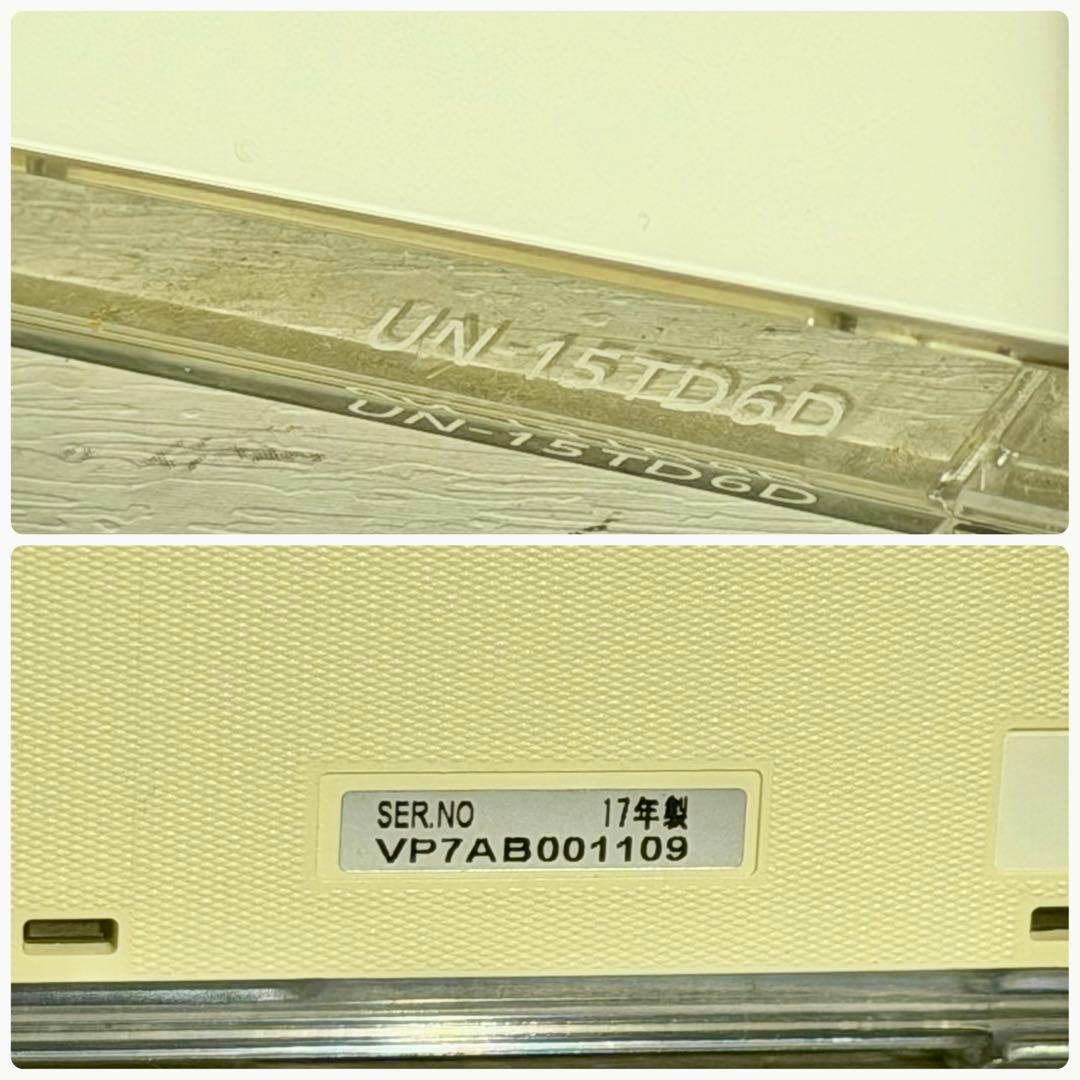 UN-15TD6D
UN-15TD6D
SER.NO 17年製
VP7AB001109